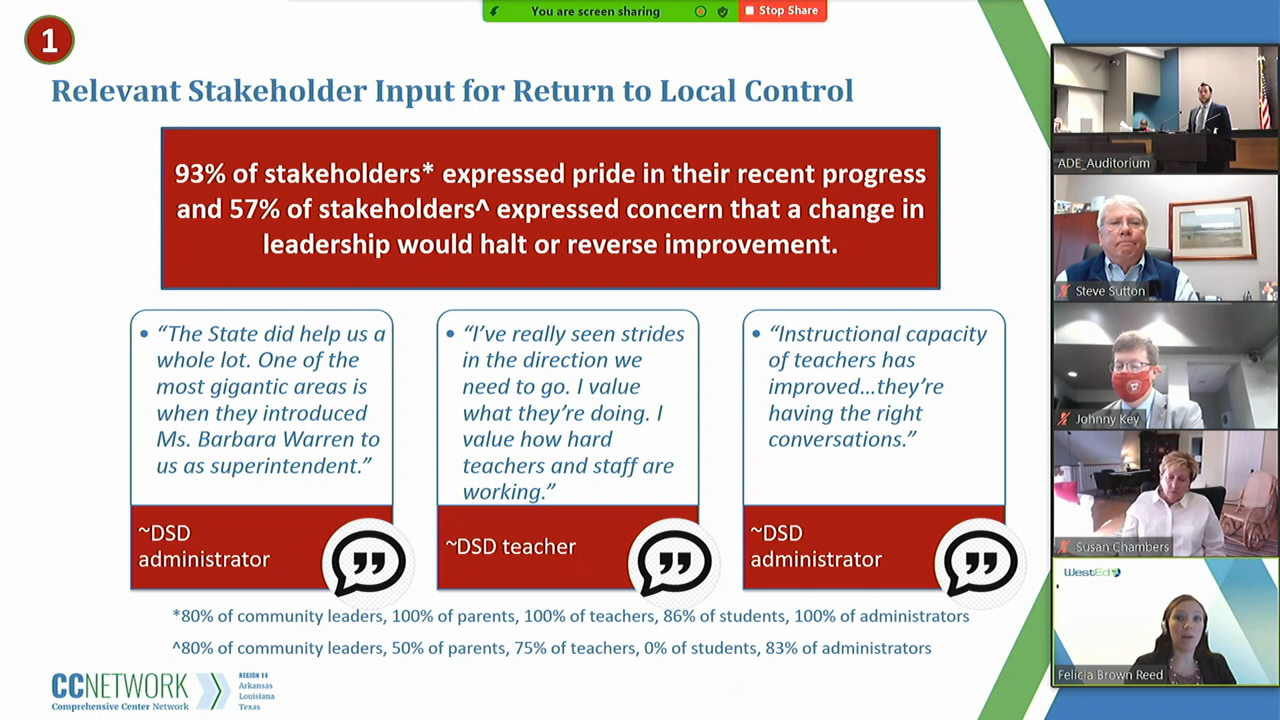 You are screen sharing
Stop Share
1
Relevant Stakeholder Input for Return to Local Control
93% of stakeholders* expressed pride in their recent progress
and 57% of stakeholders^ expressed concern that a change in
leadership would halt or reverse improvement.
• “The State did help us a
whole lot. One of the
most gigantic areas is
when they introduced
Ms. Barbara Warren to
us as superintendent.”
~DSD
administrator
• “I’ve really seen strides
in the direction we
need to go. I value
what they’re doing. I
value how hard
teachers and staff are
working.”
~DSD teacher
• “Instructional capacity
of teachers has
improved...they’re
having the right
conversations.”
~DSD
administrator
*80% of community leaders, 100% of parents, 100% of teachers, 86% of students, 100% of administrators
^80% of community leaders, 50% of parents, 75% of teachers, 0% of students, 83% of administrators
CCNETWORK
Comprehensive Center Network
REGION 14
Arkansas
Louisiana
Texas
ADE_Auditorium
Steve Sutton
Johnny Key
Susan Chambers
WestEd
Felicia Brown Reed